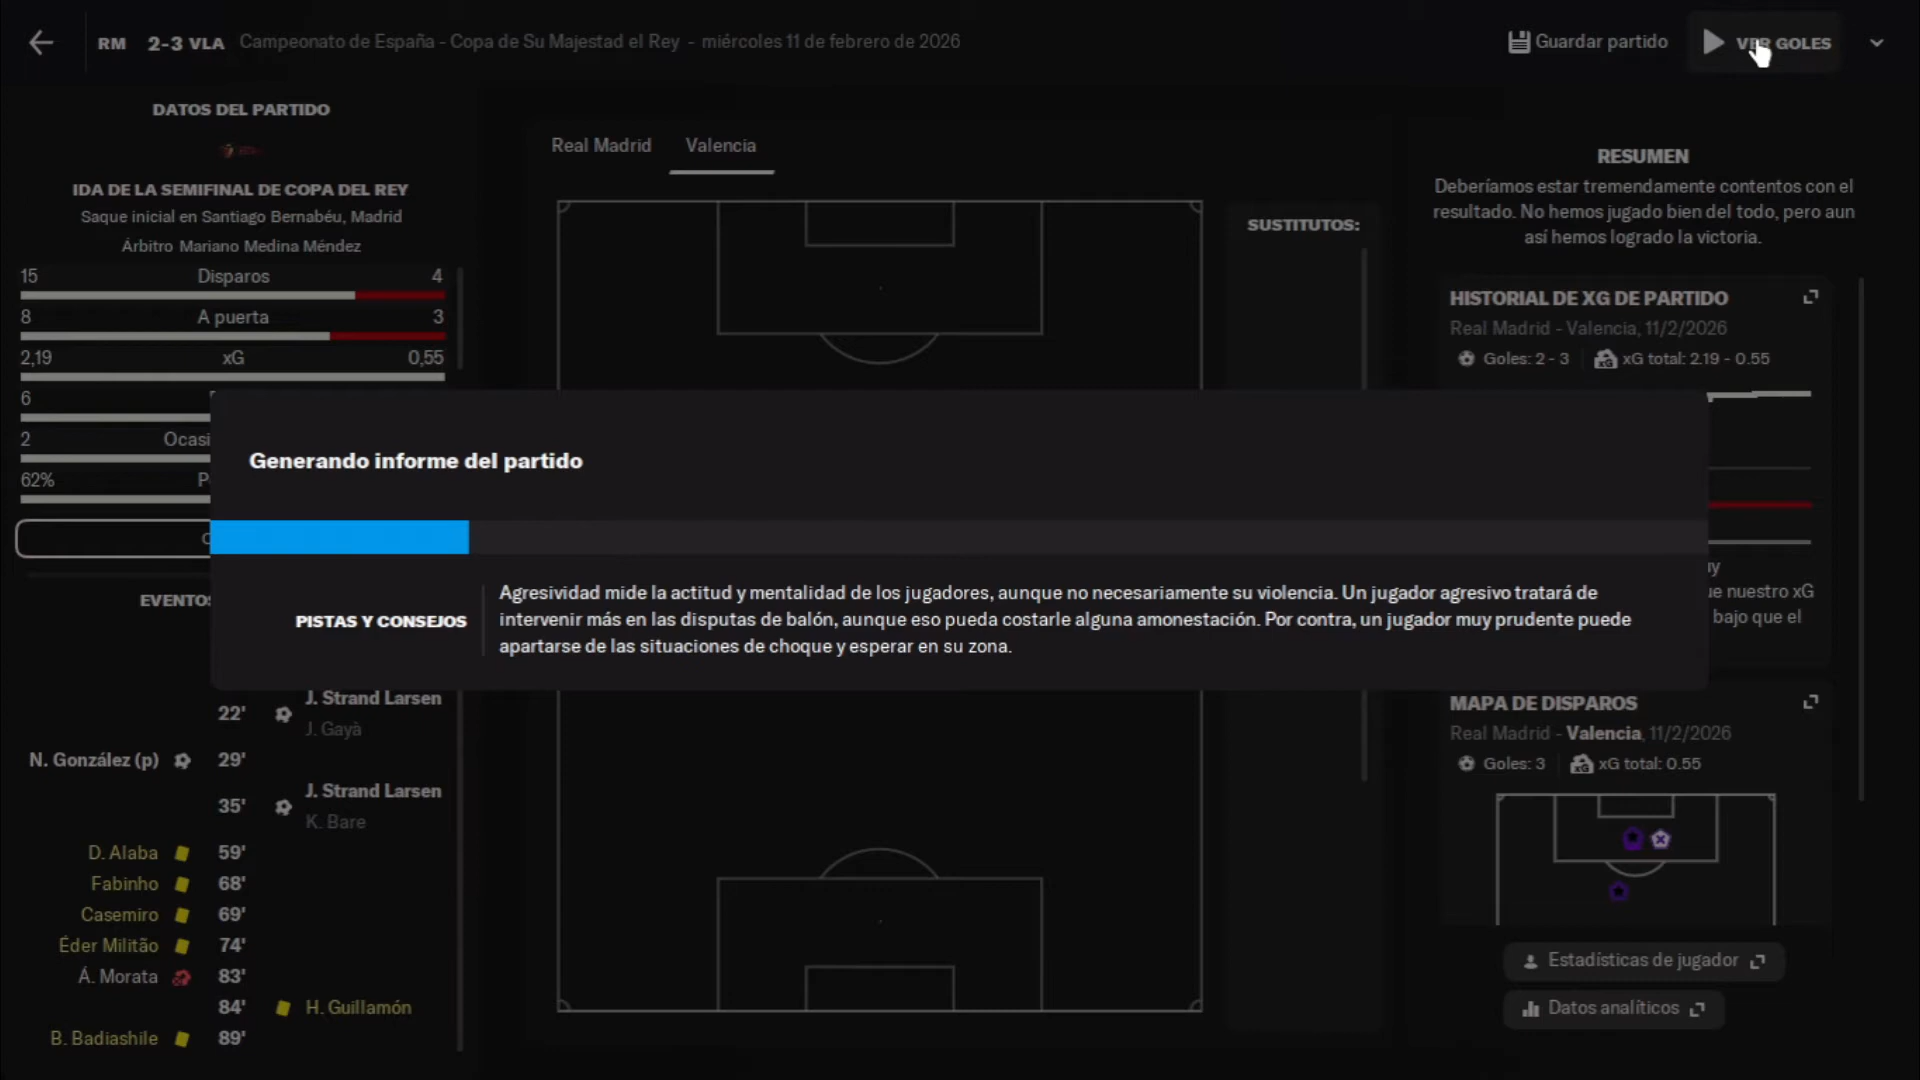 RM 2-3 VLA Campeonato de España - Copa de Su Majestad el Rey - miércoles 11 de febrero de 2026
Guardar partido
VER GOLES
DATOS DEL PARTIDO
IDA DE LA SEMIFINAL DE COPA DEL REY
Saque inicial en Santiago Bernabéu, Madrid
Árbitro Mariano Medina Méndez
15 Disparos 4
8 A puerta 3
2,19 xG 0,55
6
2 Ocasi
62%
EVENTOS
J. Strand Larsen
22'
J. Gayà
N. González (p) 29'
J. Strand Larsen
35'
K. Bare
D. Alaba 59'
Fabinho 68'
Casemiro 69'
Éder Militão 74'
Á. Morata 83'
84' H. Guillamón
B. Badiashile 89'
Real Madrid Valencia
SUSTITUTOS:
Generando informe del partido
PISTAS Y CONSEJOS
Agresividad mide la actitud y mentalidad de los jugadores, aunque no necesariamente su violencia. Un jugador agresivo tratará de
intervenir más en las disputas de balón, aunque eso pueda costarle alguna amonestación. Por contra, un jugador muy prudente puede
apartarse de las situaciones de choque y esperar en su zona.
RESUMEN
Deberíamos estar tremendamente contentos con el
resultado. No hemos jugado bien del todo, pero aun
así hemos logrado la victoria.
HISTORIAL DE XG DE PARTIDO
Real Madrid - Valencia, 11/2/2026
Goles: 2 - 3 xG total: 2.19 - 0.55
nuestro xG
bajo que el
MAPA DE DISPAROS
Real Madrid - Valencia, 11/2/2026
Goles: 3 xG total: 0.55
Estadísticas de jugador
Datos analíticos